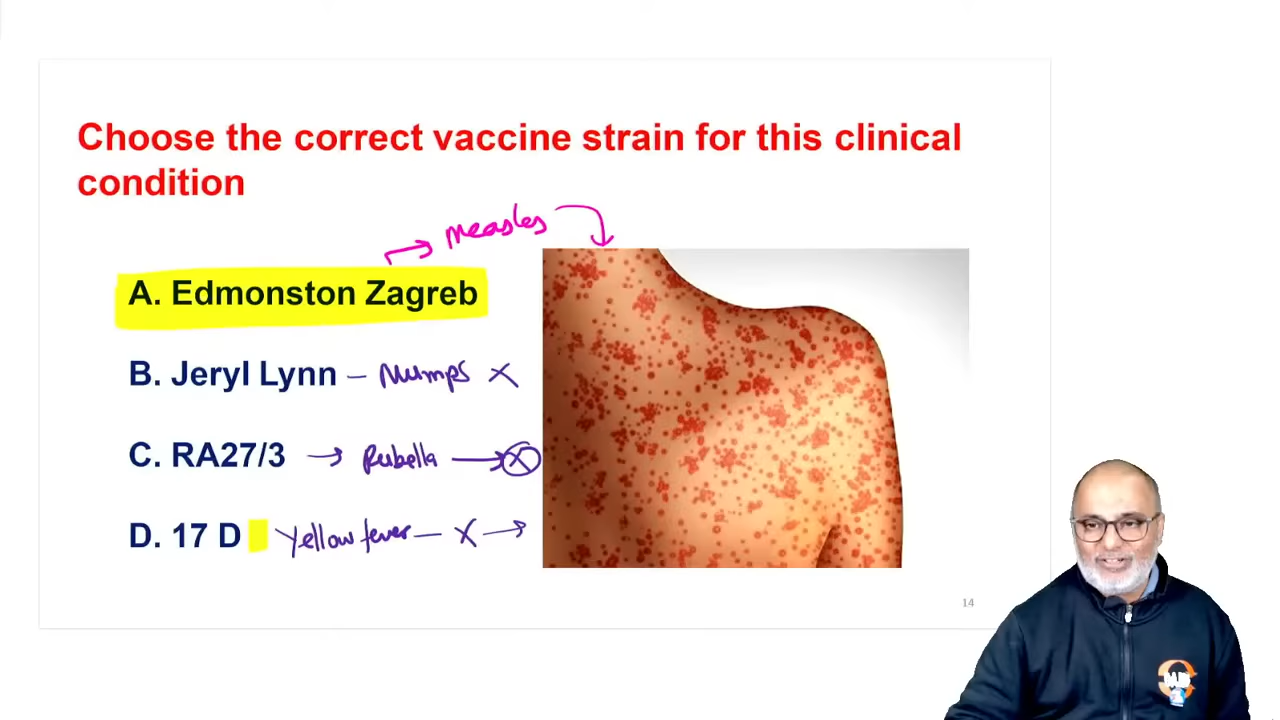 Choose the correct vaccine strain for this clinical
condition
→ measles
A. Edmonston Zagreb
B. Jeryl Lynn – Mumps ×
C. RA27/3 → Rubella → ×
D. 17 D Yellow fever – × →
14